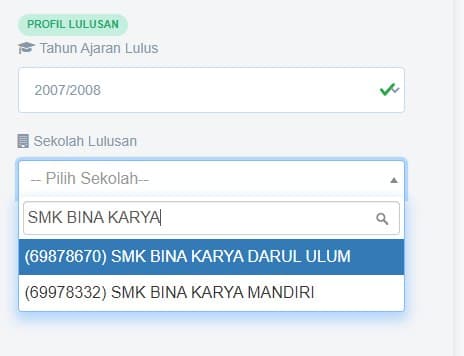 PROFIL LULUSAN
Tahun Ajaran Lulus
2007/2008
Sekolah Lulusan
-- Pilih Sekolah--
SMK BINA KARYA
(69878670) SMK BINA KARYA DARUL ULUM
(69978332) SMK BINA KARYA MANDIRI